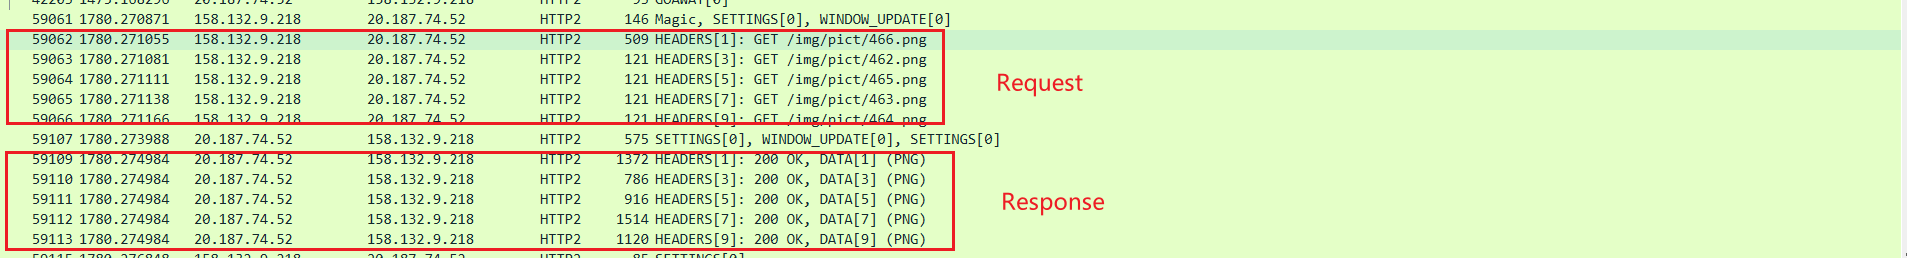 59061 1780.270871 158.132.9.218 20.187.74.52 HTTP2 146 Magic, SETTINGS[0], WINDOW_UPDATE[0]
59062 1780.271055 158.132.9.218 20.187.74.52 HTTP2 509 HEADERS[1]: GET /img/pict/466.png
59063 1780.271081 158.132.9.218 20.187.74.52 HTTP2 121 HEADERS[3]: GET /img/pict/462.png
59064 1780.271111 158.132.9.218 20.187.74.52 HTTP2 121 HEADERS[5]: GET /img/pict/465.png
Request
59065 1780.271138 158.132.9.218 20.187.74.52 HTTP2 121 HEADERS[7]: GET /img/pict/463.png
59066 1780.271166 158.132.9.218 20.187.74.52 HTTP2 121 HEADERS[9]: GET /img/pict/464.png
59107 1780.273988 20.187.74.52 158.132.9.218 HTTP2 575 SETTINGS[0], WINDOW_UPDATE[0], SETTINGS[0]
59109 1780.274984 20.187.74.52 158.132.9.218 HTTP2 1372 HEADERS[1]: 200 OK, DATA[1] (PNG)
59110 1780.274984 20.187.74.52 158.132.9.218 HTTP2 786 HEADERS[3]: 200 OK, DATA[3] (PNG)
59111 1780.274984 20.187.74.52 158.132.9.218 HTTP2 916 HEADERS[5]: 200 OK, DATA[5] (PNG)
Response
59112 1780.274984 20.187.74.52 158.132.9.218 HTTP2 1514 HEADERS[7]: 200 OK, DATA[7] (PNG)
59113 1780.274984 20.187.74.52 158.132.9.218 HTTP2 1120 HEADERS[9]: 200 OK, DATA[9] (PNG)